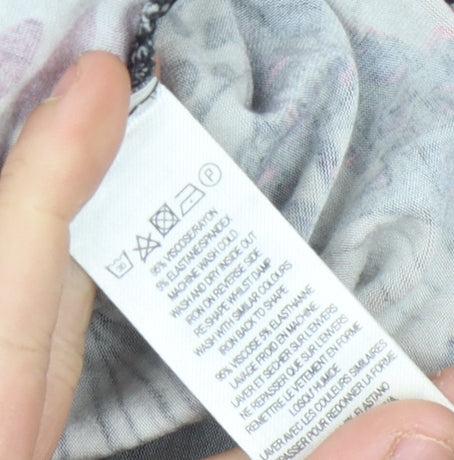 30
P
95% VISCOSE/RAYON
5% ELASTANE/SPANDEX
MACHINE WASH COLD
WASH AND DRY INSIDE OUT
IRON ON REVERSE SIDE
RE SHAPE WHILST DAMP
WASH WITH SIMILAR COLOURS
IRON BACK TO SHAPE
95% VISCOSE 5% ELASTHANNE
LAVAGE FROID EN MACHINE
LAVER ET SECHER SUR L'ENVERS
NE REPASSER QUE SUR L'ENVERS
REMETTRE LE VETEMENT EN FORME
LORSQU HUMIDE
LAVER AVEC LES COULEURS SIMILAIRES
REPASSER POUR REDONNER LA FORME
ELASTANO